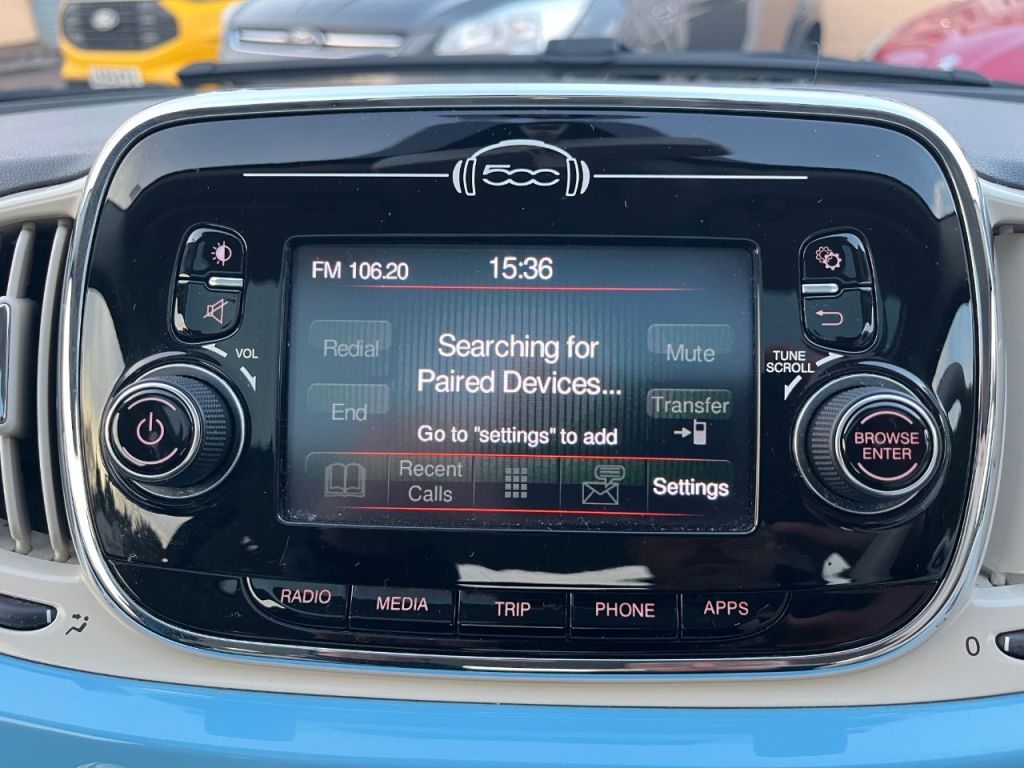 500
FM 106.20
15:36
VOL
TUNE
SCROLL
Redial
Searching for
Paired Devices...
Mute
End
Transfer
Go to "settings" to add
BROWSE
ENTER
Recent
Calls
Settings
RADIO
MEDIA
TRIP
PHONE
APPS
0